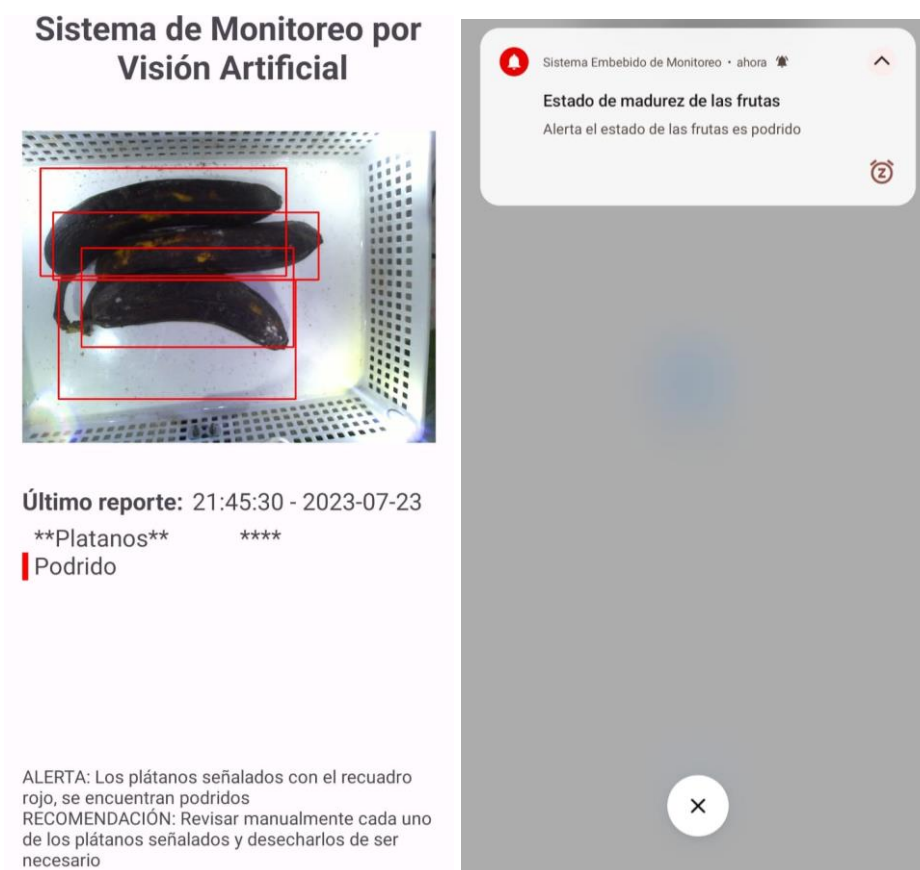 Sistema de Monitoreo por
Visión Artificial
Último reporte: 21:45:30 - 2023-07-23
**Platanos** ****
Podrido
ALERTA: Los plátanos señalados con el recuadro
rojo, se encuentran podridos
RECOMENDACIÓN: Revisar manualmente cada uno
de los plátanos señalados y desecharlos de ser
necesario
Sistema Embebido de Monitoreo • ahora
Estado de madurez de las frutas
Alerta el estado de las frutas es podrido
z